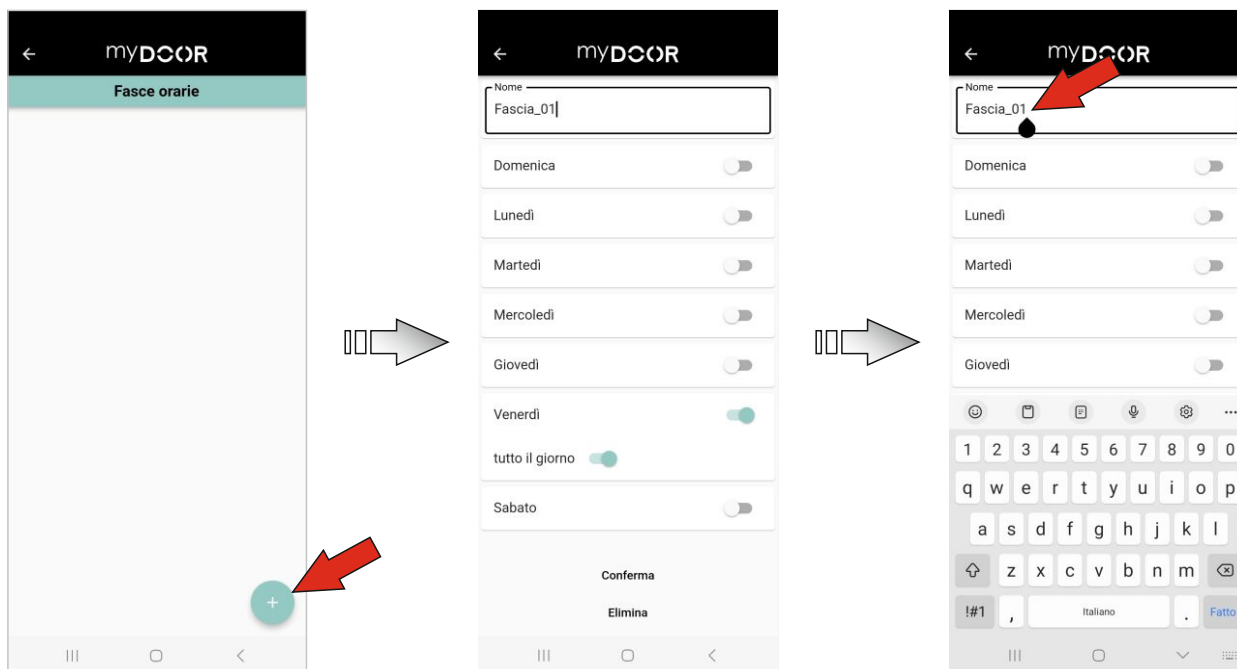 myDOOR
Fasce orarie
myDOOR
Nome
Fascia_01
Domenica
Lunedì
Martedì
Mercoledì
Giovedì
Venerdì
tutto il giorno
Sabato
Conferma
Elimina
myDOOR
Nome
Fascia_01
Domenica
Lunedì
Martedì
Mercoledì
Giovedì
1 2 3 4 5 6 7 8 9 0
q w e r t y u i o p
a s d f g h j k l
z x c v b n m
!#1 , Italiano . Fatto